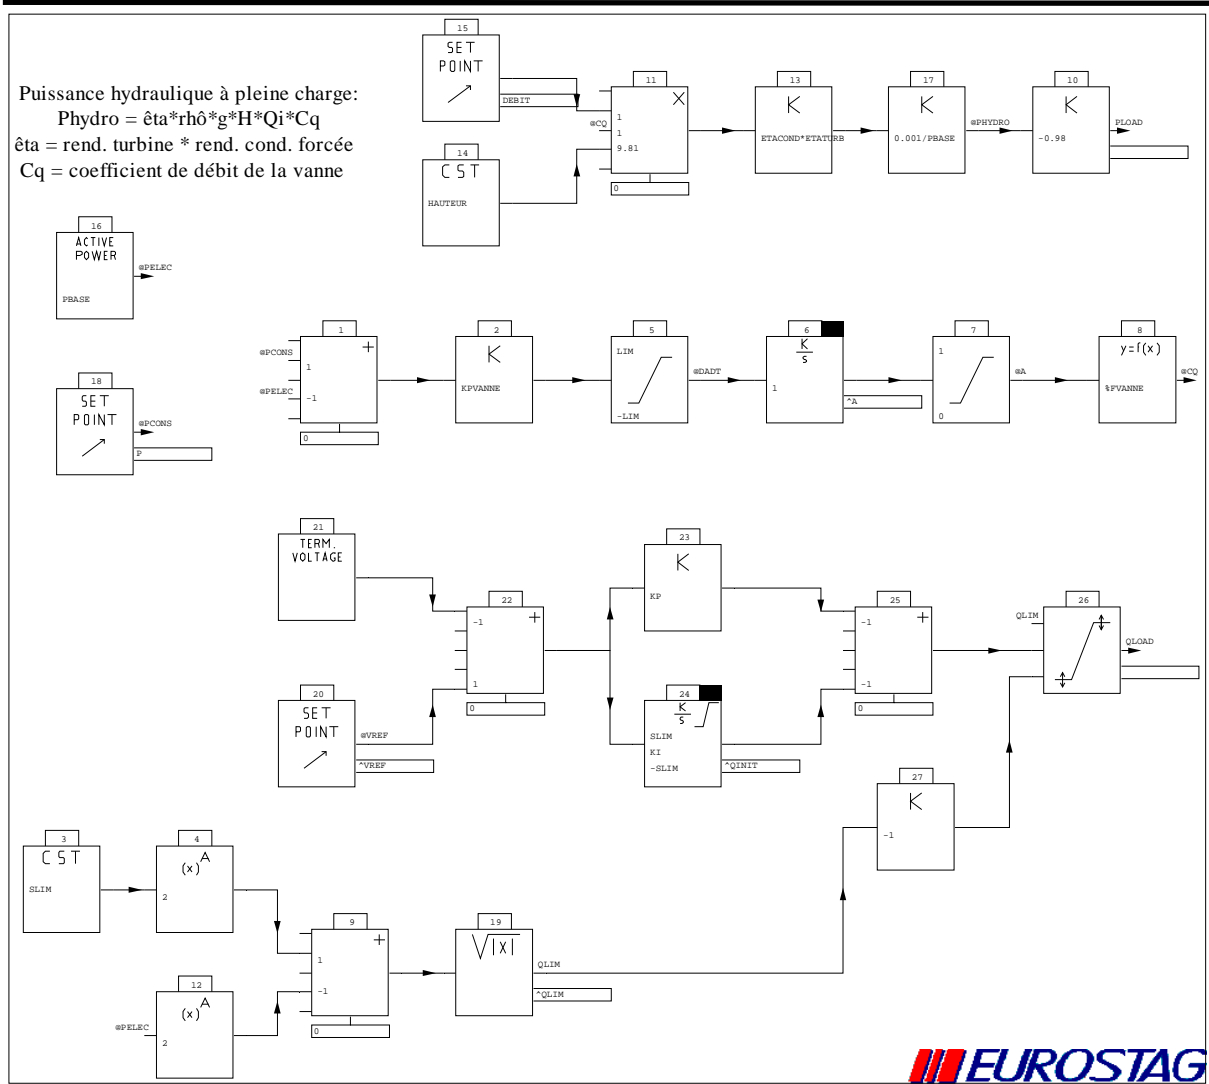 Puissance hydraulique à pleine charge:
Phydro = êta*rhô*g*H*Qi*Cq
êta = rend. turbine * rend. cond. forcée
Cq = coefficient de débit de la vanne
15
SET
POINT
DEBIT
@CQ
14
CST
HAUTEUR
11
X
1
1
9.81
0
13
K
ETACOND*ETATURB
17
K
0.001/PBASE
@PHYDRO
10
K
-0.98
PLOAD
16
ACTIVE
POWER
PBASE
@PELEC
18
SET
POINT
@PCONS
P
1
+
@PCONS
1
@PELEC
-1
0
2
K
KPVANNE
5
LIM
-LIM
@DADT
6
K
s
1
^A
7
1
0
@A
8
y=f(x)
%FVANNE
@CQ
21
TERM.
VOLTAGE
20
SET
POINT
@VREF
^VREF
22
+
-1
1
0
23
K
KP
24
K
s
SLIM
KI
-SLIM
^QINIT
25
+
-1
-1
0
26
QLIM
QLOAD
27
K
-1
3
CST
SLIM
4
(x)A
2
12
(x)A
@PELEC
2
9
+
1
-1
0
19
√|x|
QLIM
^QLIM
EUROSTAG